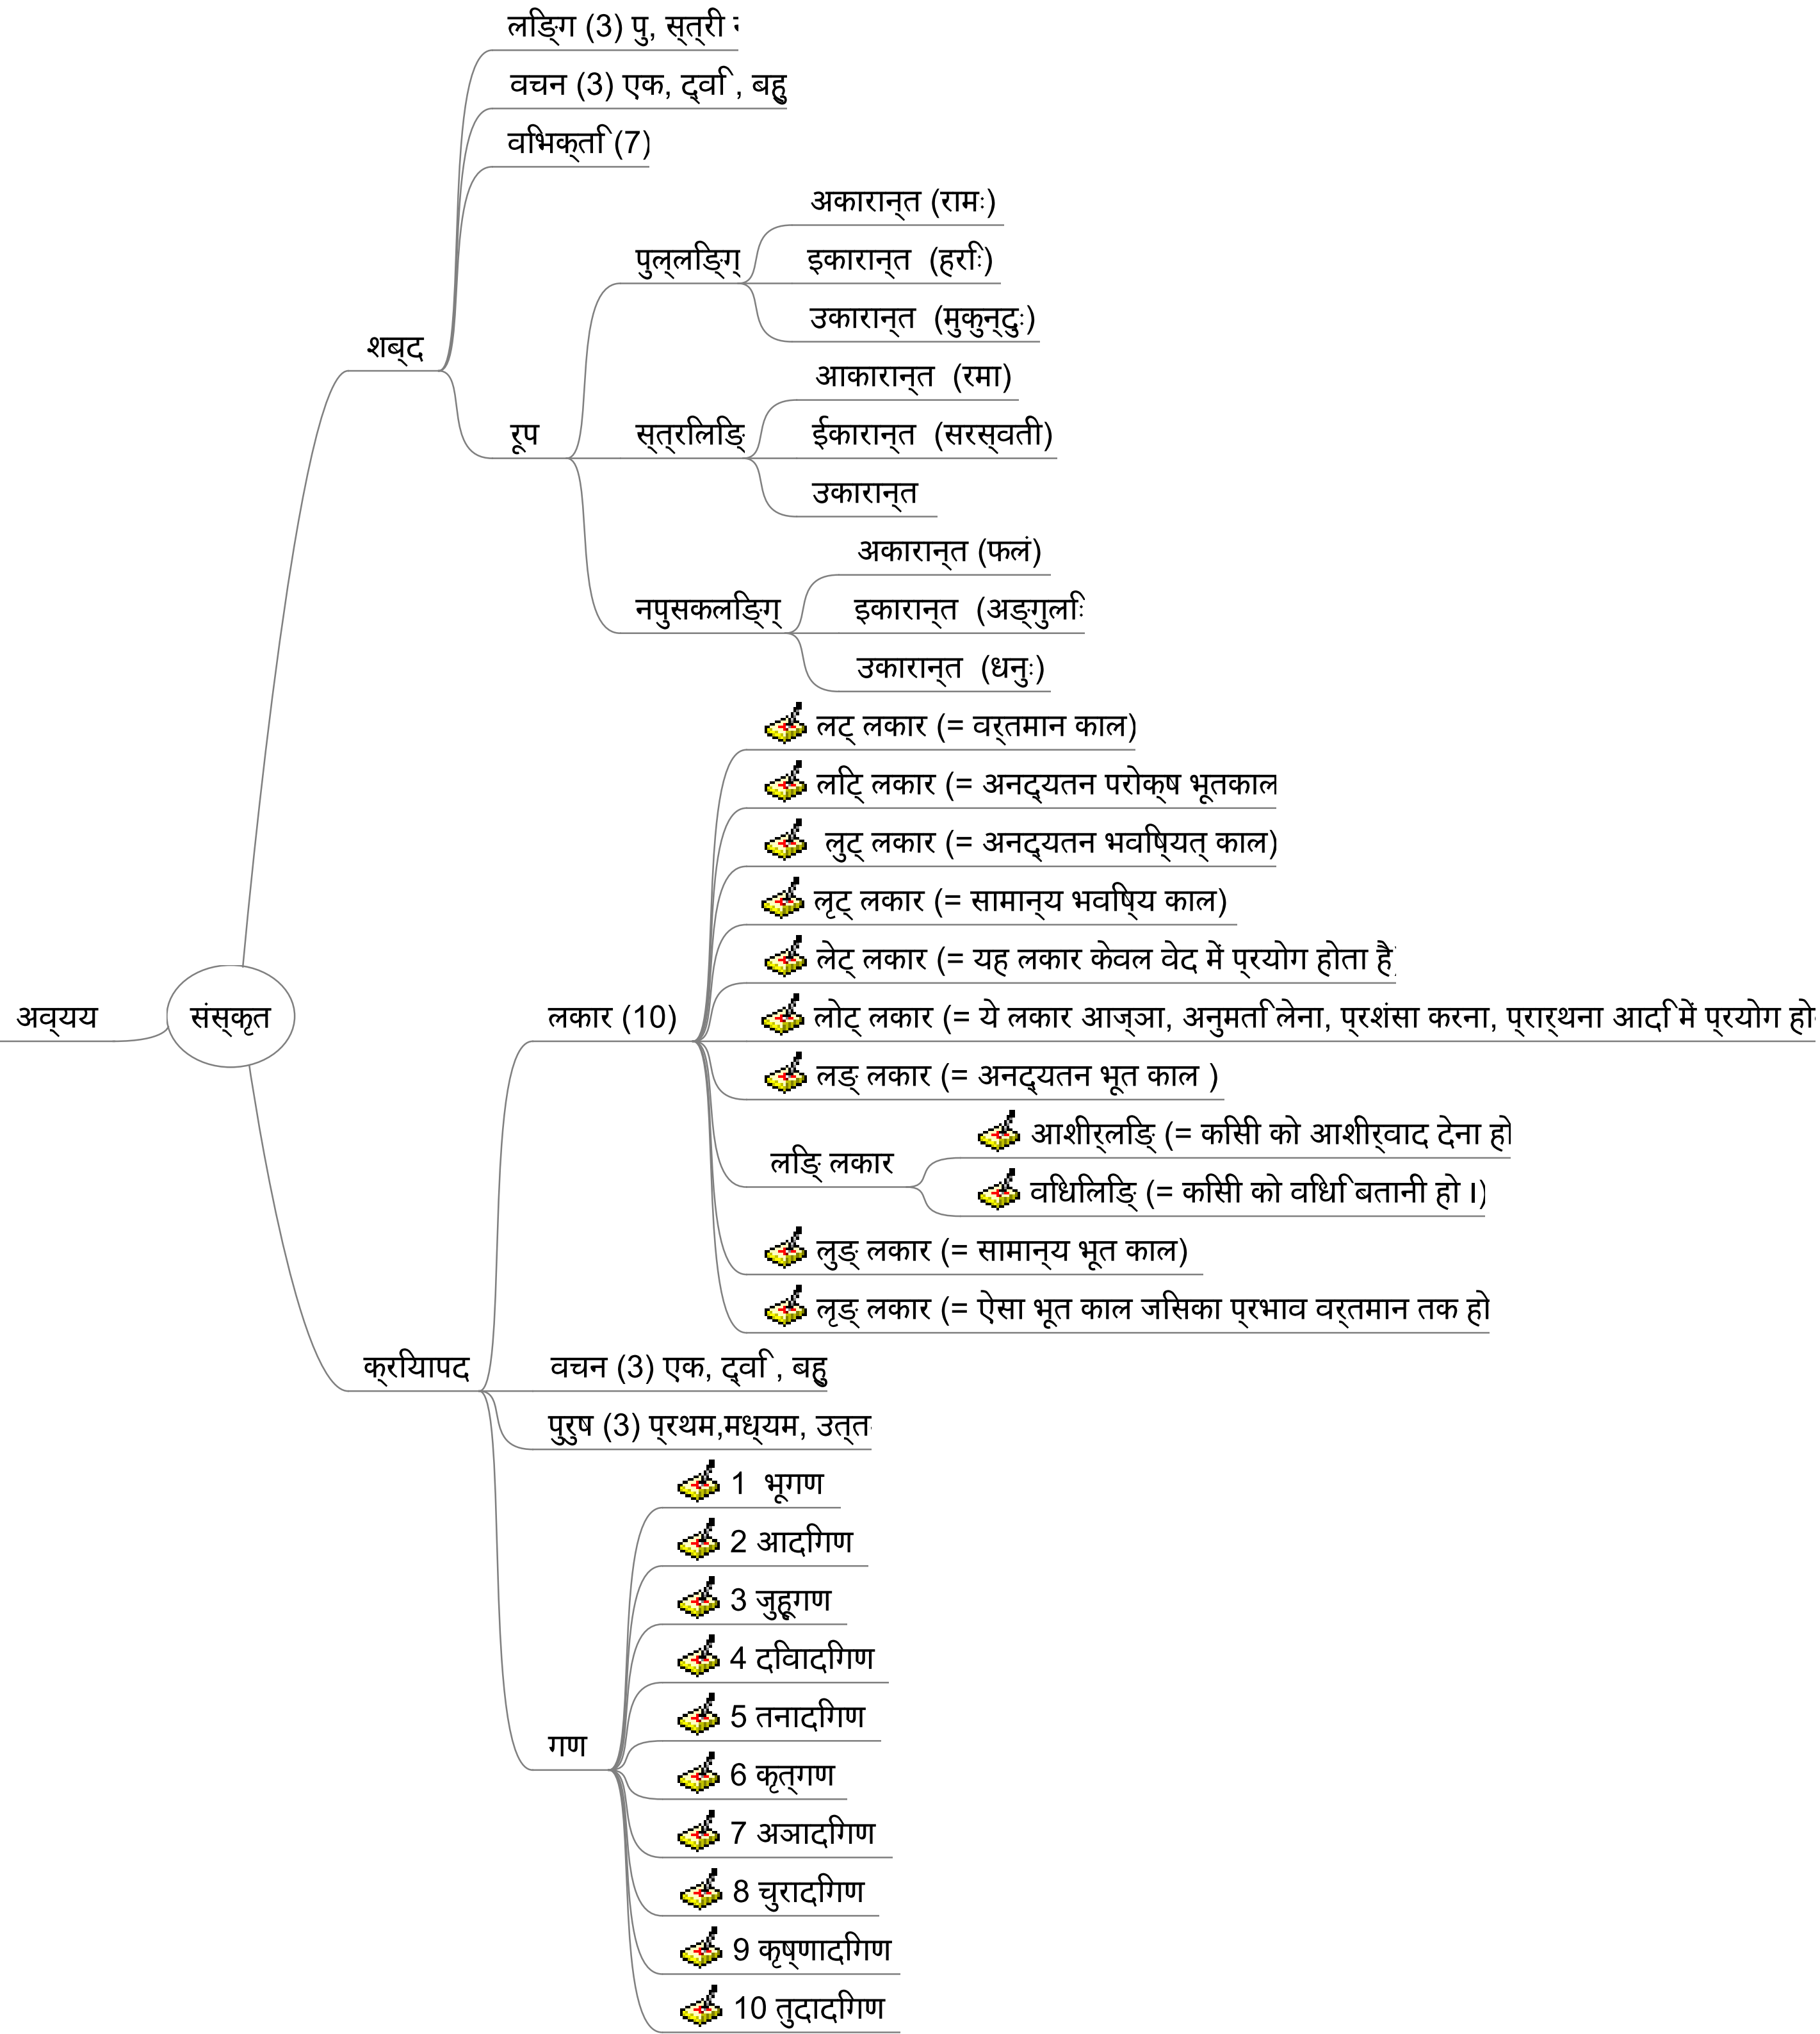 लिङ्ग (3) पु, स्त्री
वचन (3) एक, द्वि , बहु
विभक्ति (7)
अकारान्त (रामः)
पुल्लिङ्ग्
इकारान्त (हरिः)
उकारान्त (मुकुन्दुः)
शब्द
आकारान्त (रमा)
रूप
स्त्रलिङ्गि
ईकारान्त (सरस्वती)
उकारान्त
अकारान्त (फलं)
नपुसकलिङ्ग्
इकारान्त (अङ्गुलिः
उकारान्त (धनुः)
लट् लकार (= वर्तमान काल)
लिट् लकार (= अनद्यतन परोक्ष भूतकाल
लुट् लकार (= अनद्यतन भविष्यित् काल)
लृट् लकार (= सामान्य भविष्यि काल)
लेट् लकार (= यह लकार केवल वेद में प्रयोग होता है)
अव्यय
संस्कृत
लकार (10)
लोट् लकार (= ये लकार आज्ञा, अनुमति लेना, प्रशंसा करना, प्रार्थना आदि में प्रयोग हो
लङ् लकार (= अनद्यतन भूत काल )
आशीर्लिङ् (= किसी को आशीर्वाद देना हो
लिङ् लकार
विधिलिङ् (= किसी को विधि बतानी हो ।)
लुङ् लकार (= सामान्य भूत काल)
लृङ् लकार (= ऐसा भूत काल जिसका प्रभाव वर्तमान तक हो
क्रियापद
वचन (3) एक, द्वि , बहु
पुरुष (3) प्रथम,मध्यम, उत्त
1 भूगण
2 आदिगण
3 जुहूगण
4 दिवादिगण
5 तनादिगण
गण
6 कृत्गण
7 अञादिगण
8 चुरादिगण
9 कृष्णादिगण
10 तुदादिगण